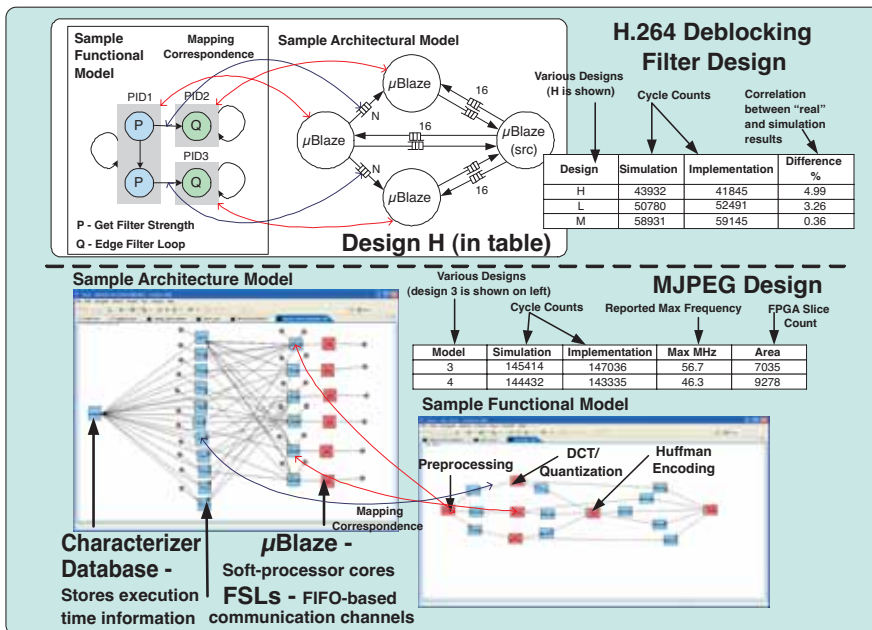 Sample
Functional
Model
Mapping
Correspondence
Sample Architectural Model
PID1
PID2
PID3
P
Q
P
Q
P - Get Filter Strength
Q - Edge Filter Loop
μBlaze
μBlaze
μBlaze
μBlaze
(src)
N
N
16
16
16
Design H (in table)
H.264 Deblocking
Filter Design
Various Designs
(H is shown)
Cycle Counts
Correlation
between “real”
and simulation
results
Design Simulation Implementation Difference %
H 43932 41845 4.99
L 50780 52491 3.26
M 58931 59145 0.36
Sample Architecture Model
Various Designs
(design 3 is shown on left)
MJPEG Design
Cycle Counts
Reported Max Frequency
FPGA Slice
Count
Model Simulation Implementation Max MHz Area
3 145414 147036 56.7 7035
4 144432 143335 46.3 9278
Sample Functional Model
Preprocessing
DCT/
Quantization
Huffman
Encoding
Mapping
Correspondence
Characterizer
Database -
Stores execution
time information
μBlaze -
Soft-processor cores
FSLs - FIFO-based
communication channels